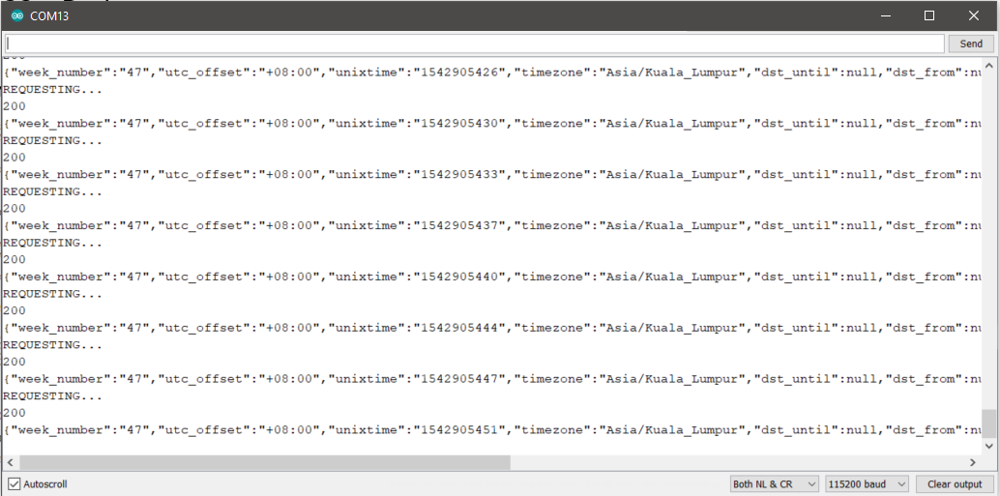 COM13
Send
200
{"week_number":"47","utc_offset":"+08:00","unixtime":"1542905426","timezone":"Asia/Kuala_Lumpur","dst_until":null,"dst_from":nu
REQUESTING...
200
{"week_number":"47","utc_offset":"+08:00","unixtime":"1542905430","timezone":"Asia/Kuala_Lumpur","dst_until":null,"dst_from":nu
REQUESTING...
200
{"week_number":"47","utc_offset":"+08:00","unixtime":"1542905433","timezone":"Asia/Kuala_Lumpur","dst_until":null,"dst_from":nu
REQUESTING...
200
{"week_number":"47","utc_offset":"+08:00","unixtime":"1542905437","timezone":"Asia/Kuala_Lumpur","dst_until":null,"dst_from":nu
REQUESTING...
200
{"week_number":"47","utc_offset":"+08:00","unixtime":"1542905440","timezone":"Asia/Kuala_Lumpur","dst_until":null,"dst_from":nu
REQUESTING...
200
{"week_number":"47","utc_offset":"+08:00","unixtime":"1542905444","timezone":"Asia/Kuala_Lumpur","dst_until":null,"dst_from":nu
REQUESTING...
200
{"week_number":"47","utc_offset":"+08:00","unixtime":"1542905447","timezone":"Asia/Kuala_Lumpur","dst_until":null,"dst_from":nu
REQUESTING...
200
{"week_number":"47","utc_offset":"+08:00","unixtime":"1542905451","timezone":"Asia/Kuala_Lumpur","dst_until":null,"dst_from":nu
Autoscroll
Both NL & CR
115200 baud
Clear output